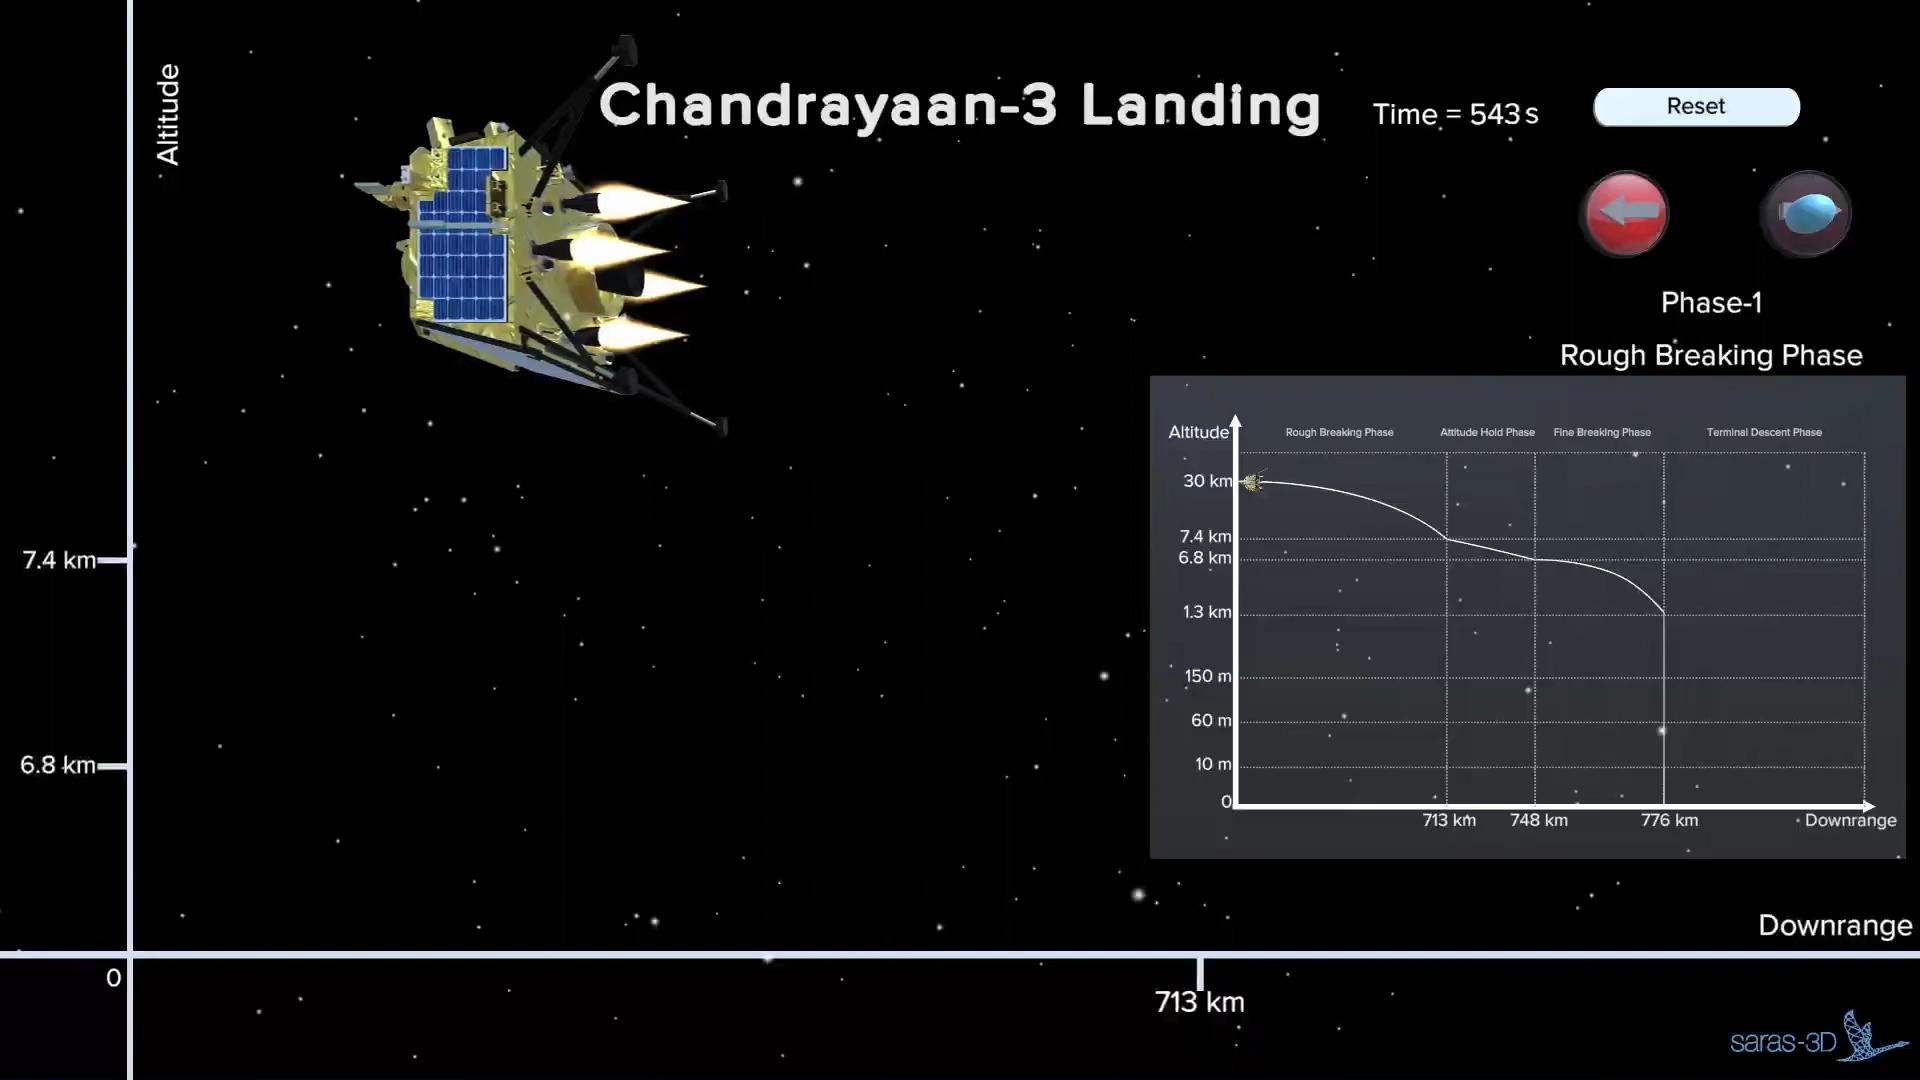 Altitude
Chandrayaan-3 Landing
Time = 543 s
Reset
Phase-1
Rough Breaking Phase
Altitude
Rough Breaking Phase
Attitude Hold Phase
Fine Breaking Phase
Terminal Descent Phase
30 km
7.4 km
6.8 km
1.3 km
150 m
60 m
10 m
0
713 km
748 km
776 km
Downrange
7.4 km
6.8 km
0
713 km
Downrange
saras-3D